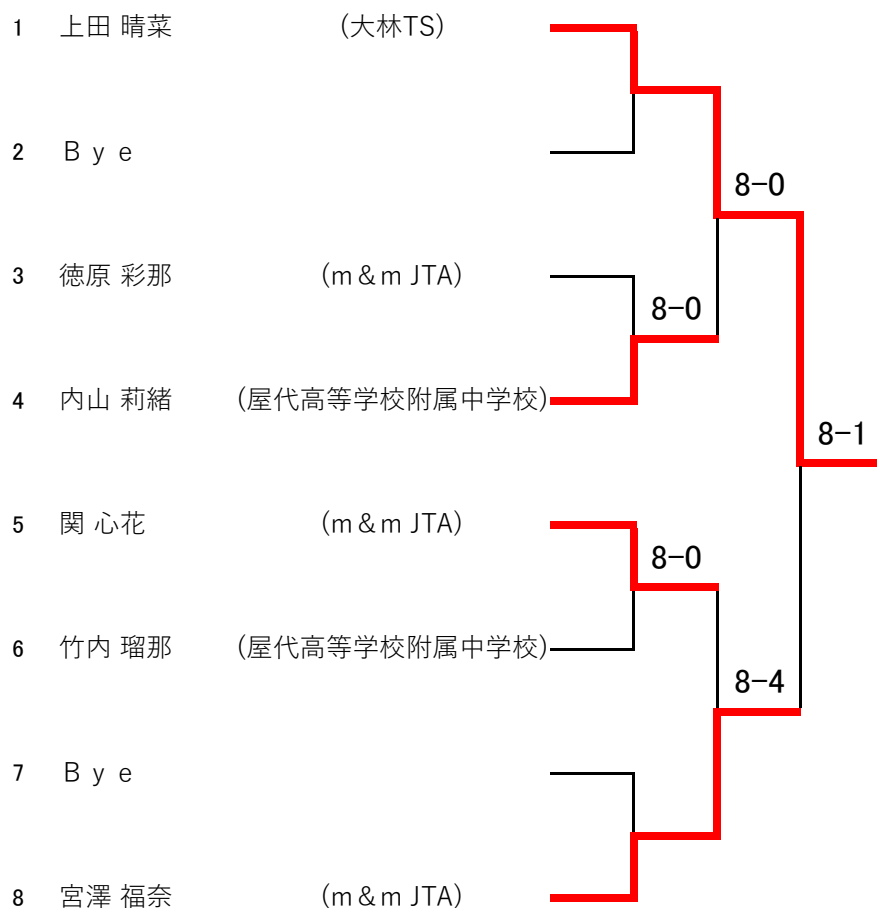 1 上田 晴菜 (大林TS)
2 Ｂｙｅ
8-0
3 徳原 彩那 (m＆m JTA)
8-0
4 内山 莉緒 (屋代高等学校附属中学校)
8-1
5 関 心花 (m＆m JTA)
8-0
6 竹内 瑠那 (屋代高等学校附属中学校)
8-4
7 Ｂｙｅ
8 宮澤 福奈 (m＆m JTA)